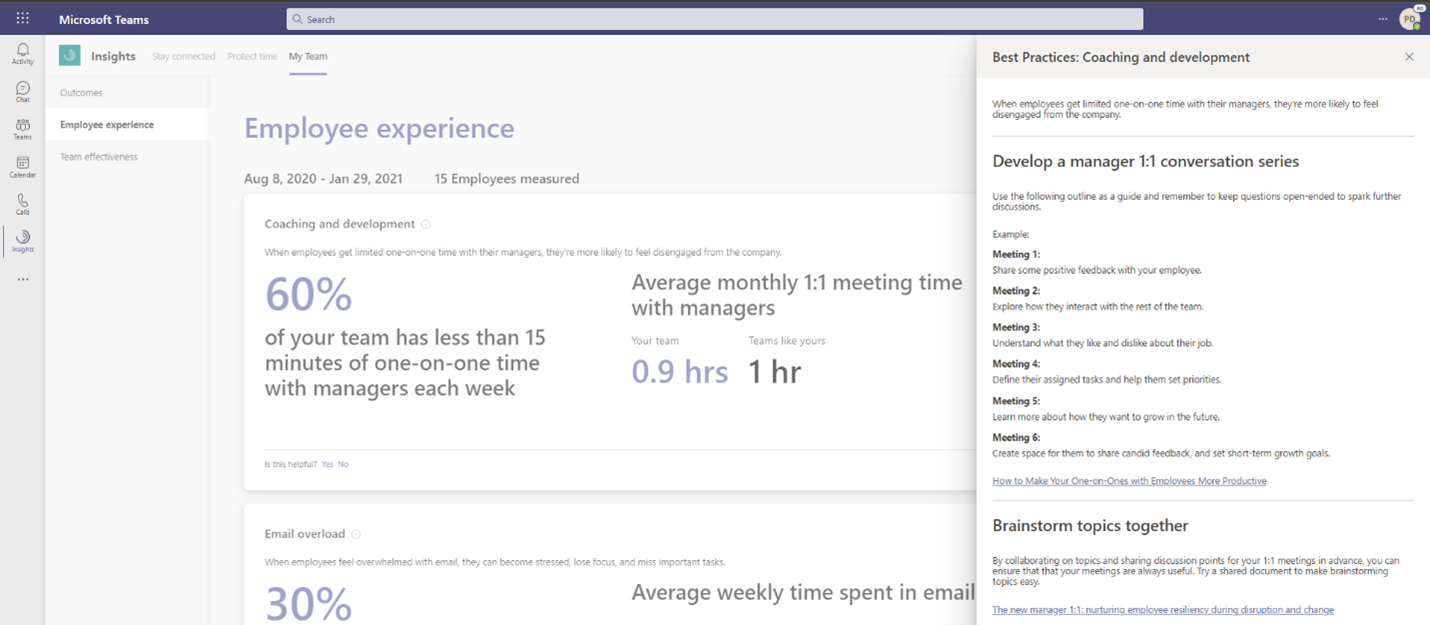 Microsoft Teams
Search
PD
Activity
Chat
Teams
Calendar
Calls
Insights
Insights
Stay connected
Protect time
My Team
Outcomes
Employee experience
Team effectiveness
Employee experience
Aug 8, 2020 - Jan 29, 2021
15 Employees measured
Coaching and development
When employees get limited one-on-one time with their managers, they're more likely to feel disengaged from the company.
60%
of your team has less than 15
minutes of one-on-one time
with managers each week
Average monthly 1:1 meeting time
with managers
Your team
Teams like yours
0.9 hrs
1 hr
Is this helpful? Yes No
Email overload
When employees feel overwhelmed with email, they can become stressed, lose focus, and miss important tasks.
30%
Average weekly time spent in email
Best Practices: Coaching and development
When employees get limited one-on-one time with their managers, they're more likely to feel
disengaged from the company.
Develop a manager 1:1 conversation series
Use the following outline as a guide and remember to keep questions open-ended to spark further
discussions.
Example:
Meeting 1:
Share some positive feedback with your employee.
Meeting 2:
Explore how they interact with the rest of the team.
Meeting 3:
Understand what they like and dislike about their job.
Meeting 4:
Define their assigned tasks and help them set priorities.
Meeting 5:
Learn more about how they want to grow in the future.
Meeting 6:
Create space for them to share candid feedback, and set short-term growth goals.
How to Make Your One-on-Ones with Employees More Productive
Brainstorm topics together
By collaborating on topics and sharing discussion points for your 1:1 meetings in advance, you can
ensure that that your meetings are always useful. Try a shared document to make brainstorming
topics easy.
The new manager 1:1: nurturing employee resiliency during disruption and change